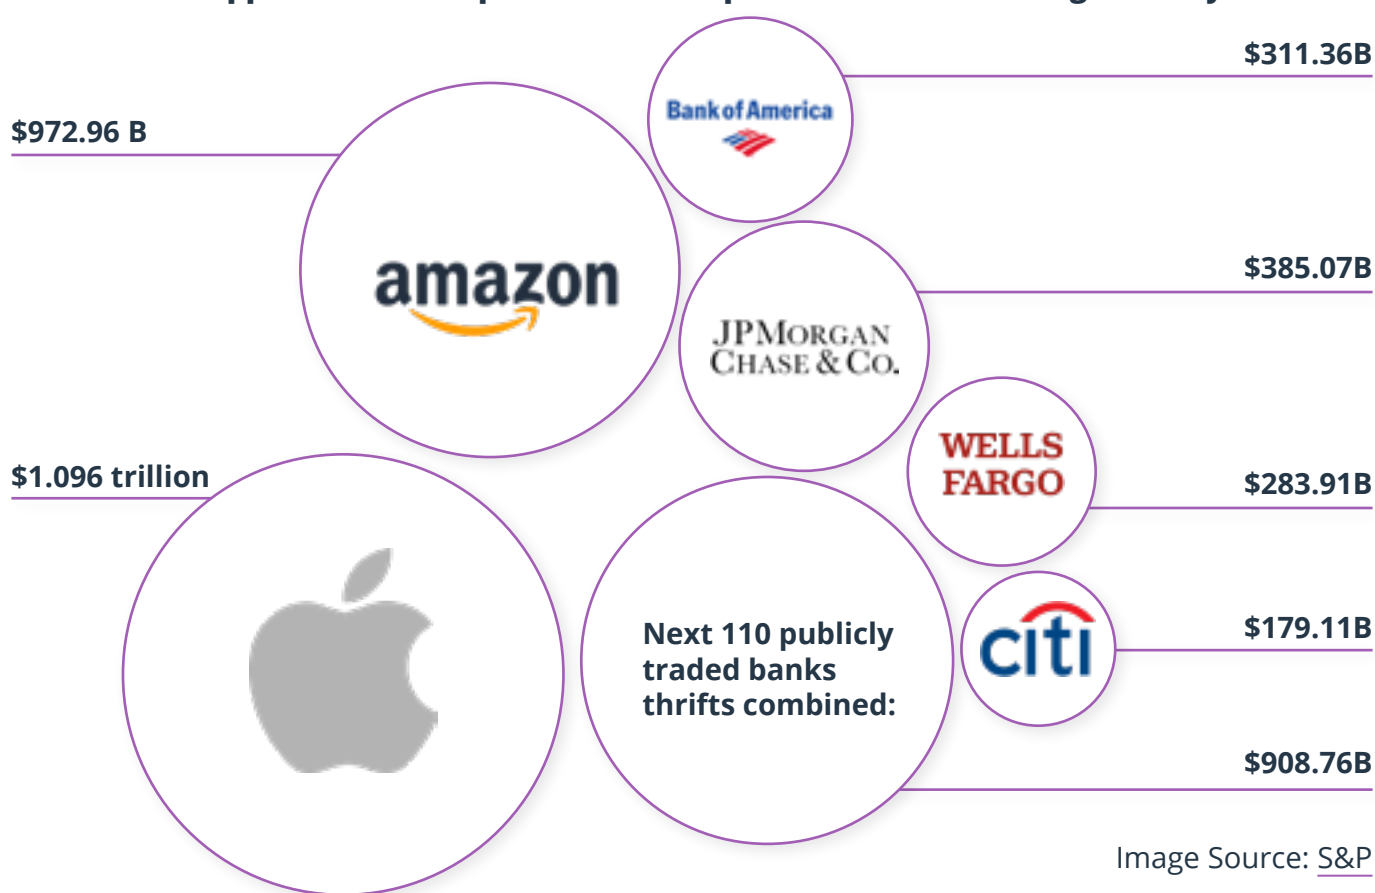 $311.36B
Bank of America
$972.96 B
amazon
$385.07B
JPMORGAN
CHASE & CO.
WELLS
FARGO
$1.096 trillion
$283.91B
Next 110 publicly
traded banks
thrifts combined:
citi
$179.11B
$908.76B
Image Source: S&P